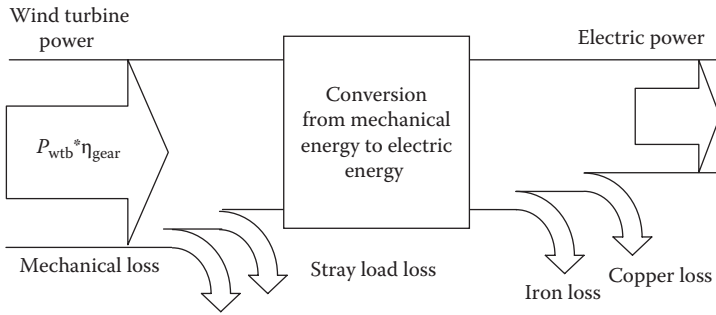 Wind turbine
power
Electric power
Conversion
from mechanical
energy to electric
energy
P_wtb*η_gear
Mechanical loss
Stray load loss
Iron loss
Copper loss